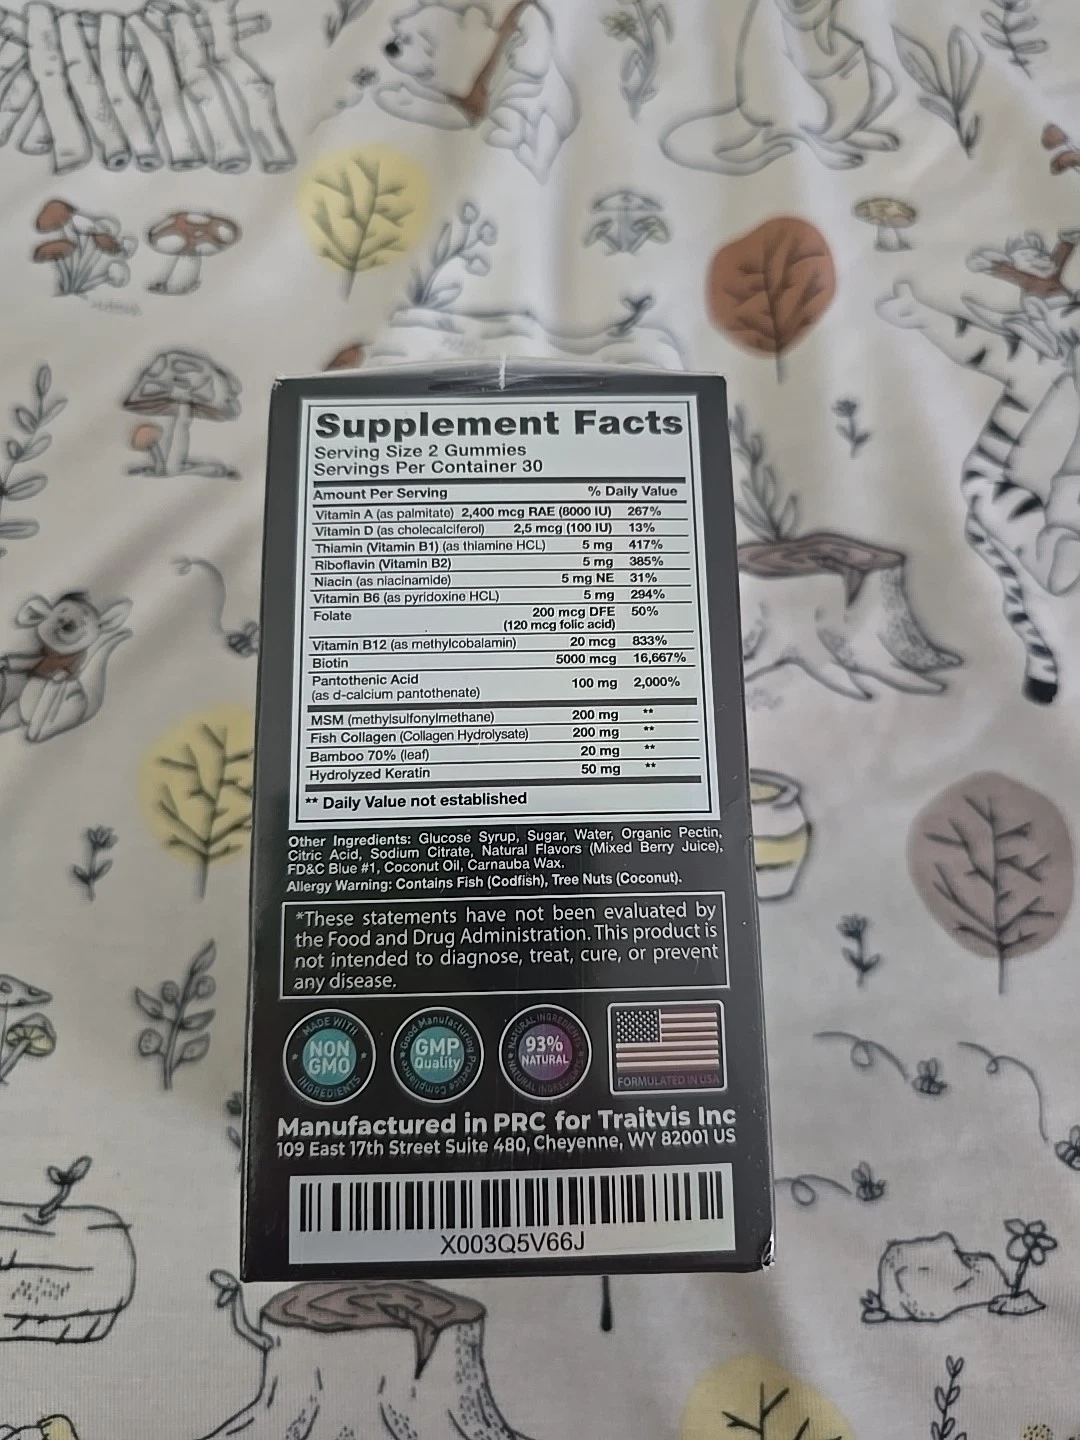 Supplement Facts
Serving Size 2 Gummies
Servings Per Container 30
Amount Per Serving % Daily Value
Vitamin A (as palmitate) 2,400 mcg RAE (8000 IU) 267%
Vitamin D (as cholecalciferol) 2,5 mcg (100 IU) 13%
Thiamin (Vitamin B1) (as thiamine HCL) 5 mg 417%
Riboflavin (Vitamin B2) 5 mg 385%
Niacin (as niacinamide) 5 mg NE 31%
Vitamin B6 (as pyridoxine HCL) 5 mg 294%
Folate 200 mcg DFE 50%
(120 mcg folic acid)
Vitamin B12 (as methylcobalamin) 20 mcg 833%
Biotin 5000 mcg 16,667%
Pantothenic Acid
(as d-calcium pantothenate) 100 mg 2,000%
MSM (methylsulfonylmethane) 200 mg **
Fish Collagen (Collagen Hydrolysate) 200 mg **
Bamboo 70% (leaf) 20 mg **
Hydrolyzed Keratin 50 mg **
** Daily Value not established
Other Ingredients: Glucose Syrup, Sugar, Water, Organic Pectin,
Citric Acid, Sodium Citrate, Natural Flavors (Mixed Berry Juice),
FD&C Blue #1, Coconut Oil, Carnauba Wax.
Allergy Warning: Contains Fish (Codfish), Tree Nuts (Coconut).
*These statements have not been evaluated by
the Food and Drug Administration. This product is
not intended to diagnose, treat, cure, or prevent
any disease.
MADE WITH
NON
GMO
INGREDIENTS
Good Manufacturing
GMP
Quality
Practice Compliance
NATURAL INGREDIENTS
93%
NATURAL
NATURAL INGREDIENTS
FORMULATED IN USA
Manufactured in PRC for Traitvis Inc
109 East 17th Street Suite 480, Cheyenne, WY 82001 US
X003Q5V66J